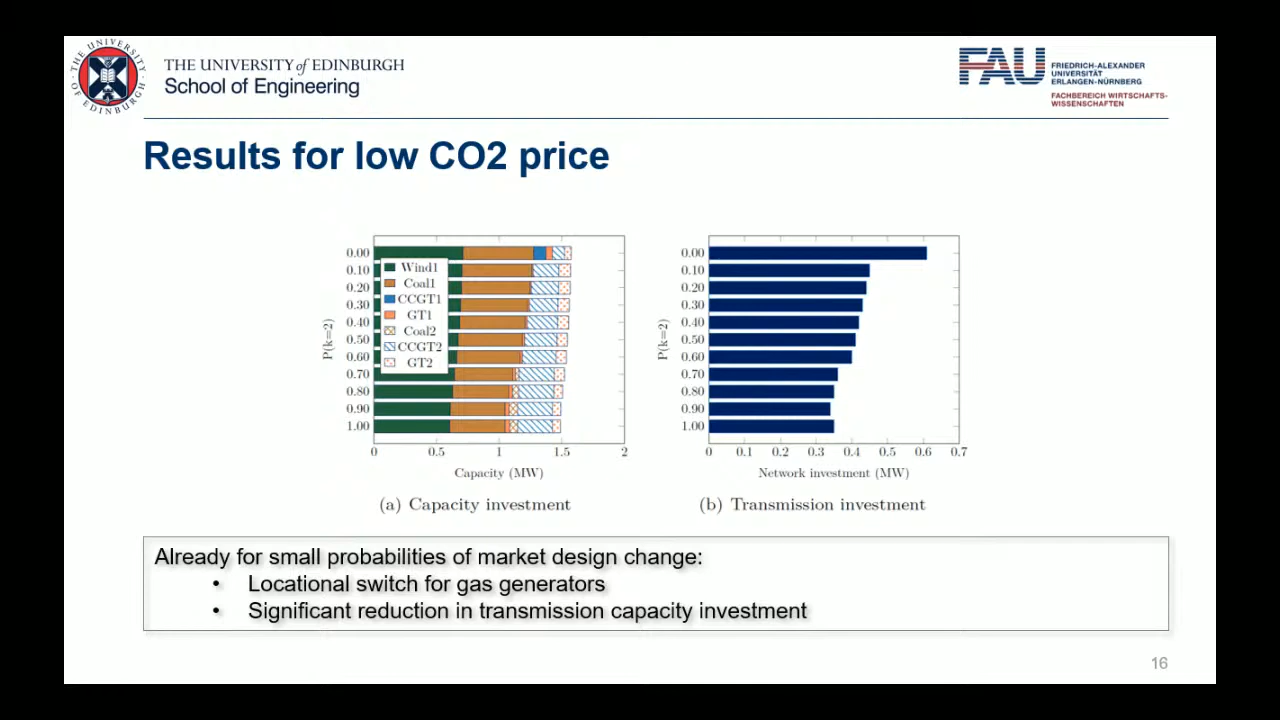 THE UNIVERSITY OF EDINBURGH
THE UNIVERSITY of EDINBURGH
School of Engineering
FAU
FRIEDRICH-ALEXANDER
UNIVERSITÄT
ERLANGEN-NÜRNBERG
FACHBEREICH WIRTSCHAFTS-
WISSENSCHAFTEN
Results for low CO2 price
P(k=2)
0.00
0.10
0.20
0.30
0.40
0.50
0.60
0.70
0.80
0.90
1.00
Wind1
Coal1
CCGT1
GT1
Coal2
CCGT2
GT2
0 0.5 1 1.5 2
Capacity (MW)
(a) Capacity investment
P(k=2)
0.00
0.10
0.20
0.30
0.40
0.50
0.60
0.70
0.80
0.90
1.00
0 0.1 0.2 0.3 0.4 0.5 0.6 0.7
Network investment (MW)
(b) Transmission investment
Already for small probabilities of market design change:
• Locational switch for gas generators
• Significant reduction in transmission capacity investment
16